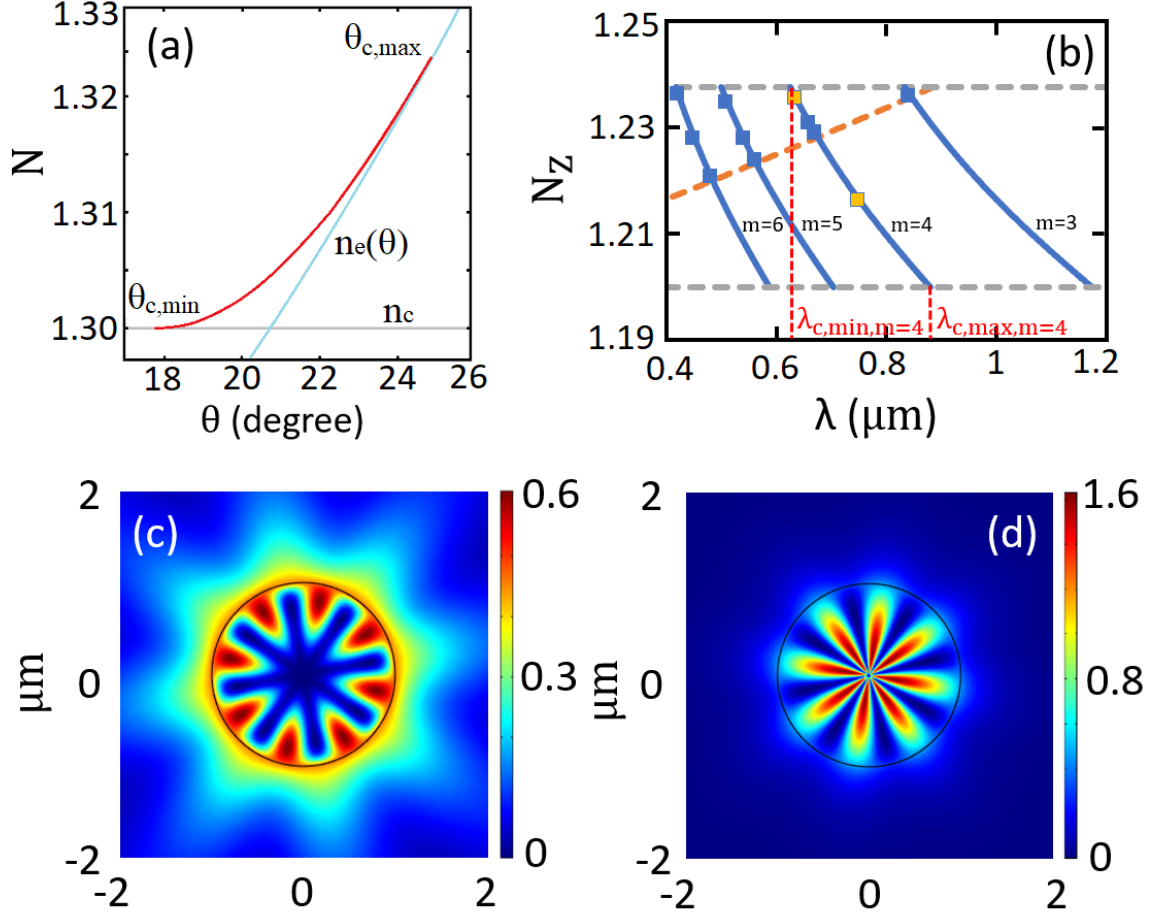 (a)
N
1.33
1.32
1.31
1.30
θc,max
θc,min
ne(θ)
nc
18 20 22 24 26
θ (degree)
(b)
NZ
1.25
1.23
1.21
1.19
m=6 m=5 m=4 m=3
λc,min,m=4 λc,max,m=4
0.4 0.6 0.8 1 1.2
λ (μm)
(c)
μm
2
0
-2
-2 0 2
0.6
0.3
0
(d)
μm
2
0
-2
-2 0 2
1.6
0.8
0